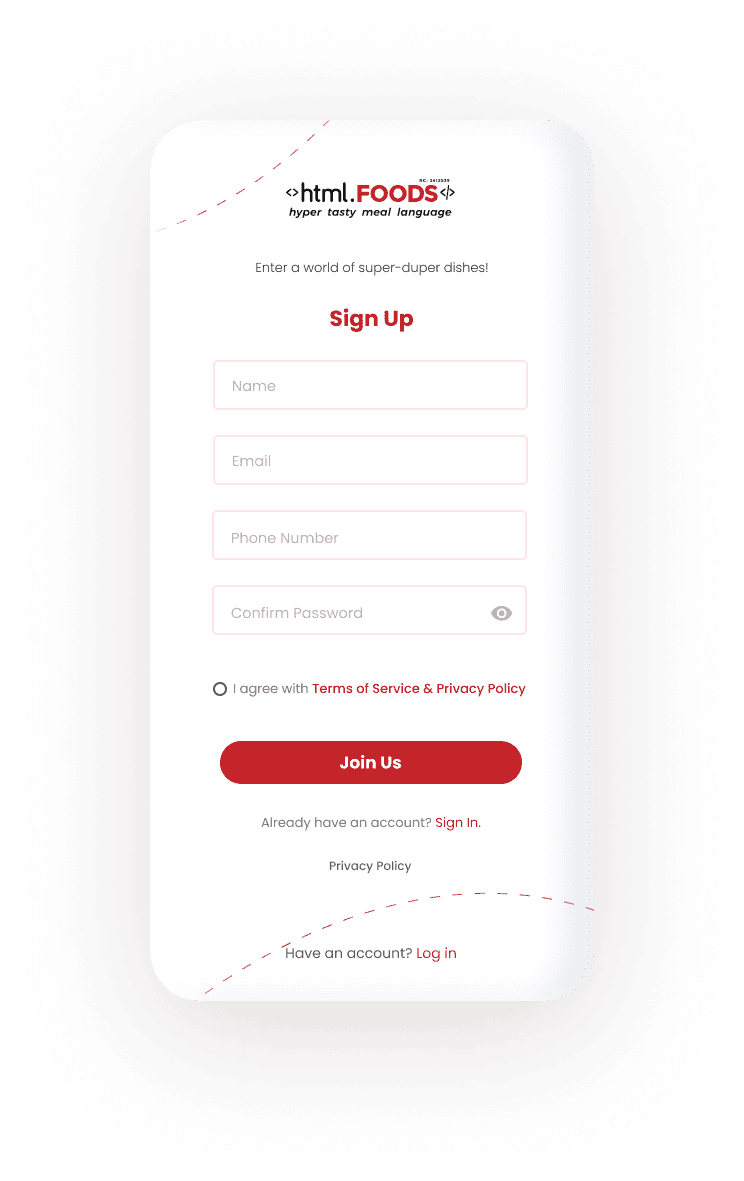 RC: 2612535
<>html.FOODS</>
hyper tasty meal language
Enter a world of super-duper dishes!
Sign Up
Name
Email
Phone Number
Confirm Password
I agree with Terms of Service & Privacy Policy
Join Us
Already have an account? Sign In.
Privacy Policy
Have an account? Log in